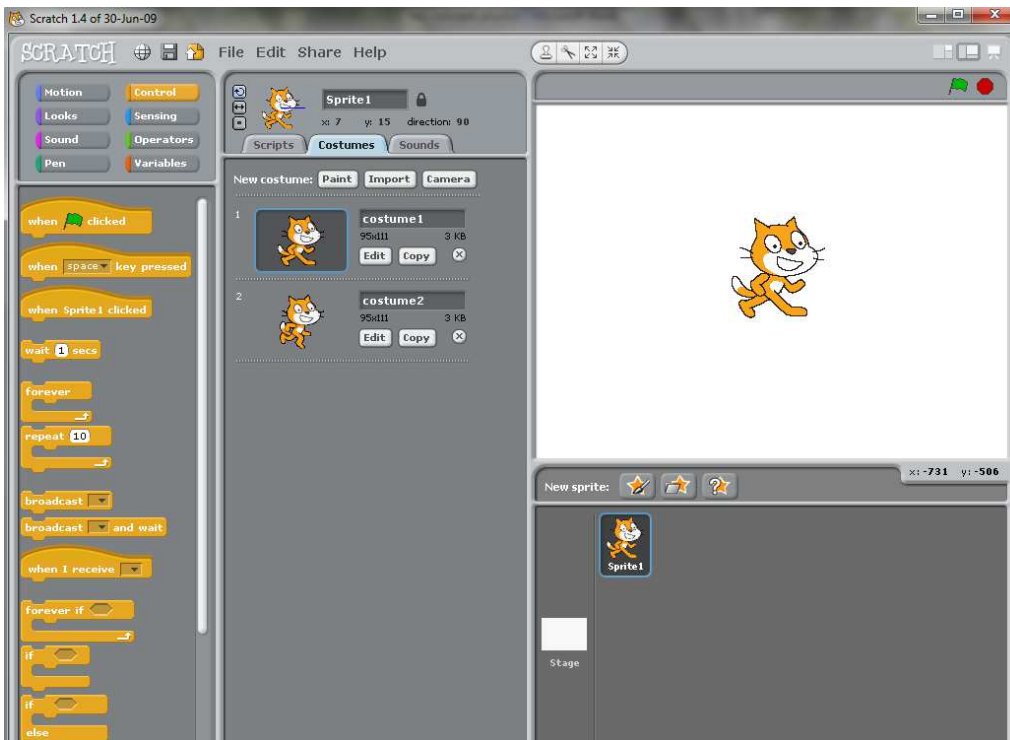 Scratch 1.4 of 30-Jun-09
SCRATCH File Edit Share Help
Motion Control
Looks Sensing
Sound Operators
Pen Variables
when clicked
when space key pressed
when Sprite1 clicked
wait 1 secs
forever
repeat 10
broadcast
broadcast and wait
when I receive
forever if
if
if
else
Sprite1
x: 7 y: 15 direction: 90
Scripts Costumes Sounds
New costume: Paint Import Camera
1 costume1
95x111 3 KB
Edit Copy
2 costume2
95x111 3 KB
Edit Copy
x: -731 y: -506
New sprite:
Sprite1
Stage